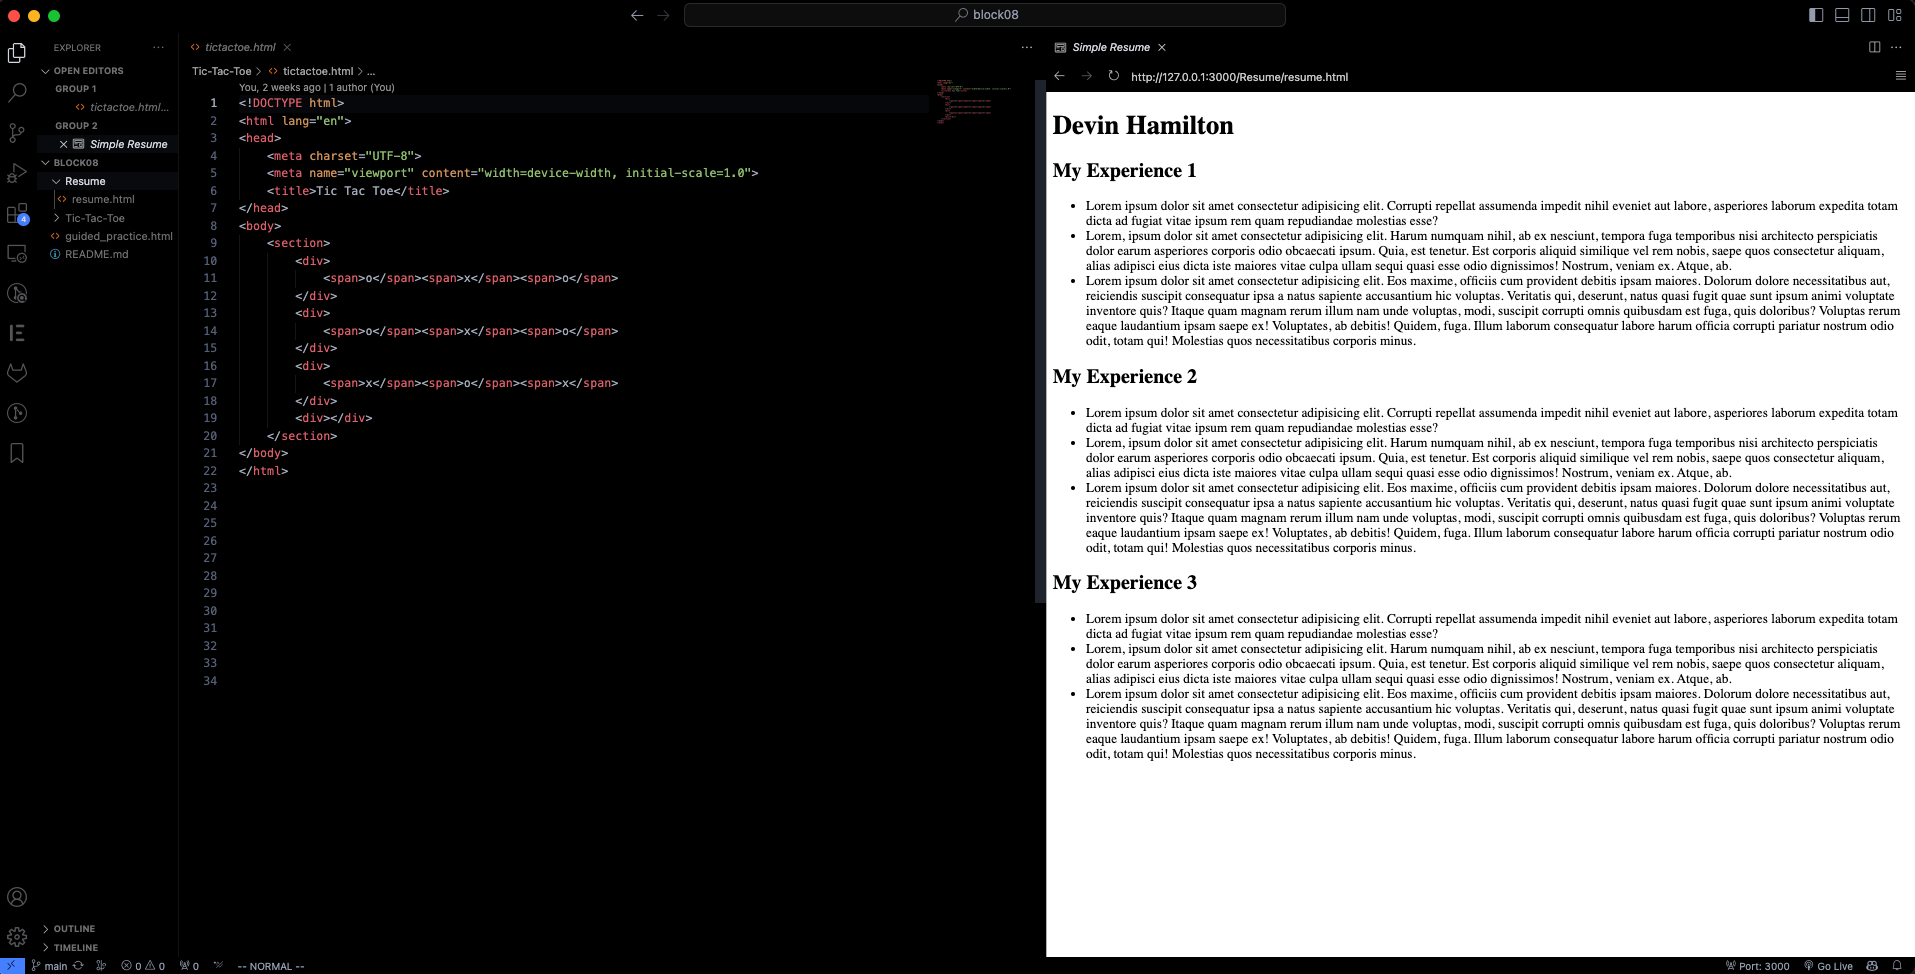 block08
EXPLORER
OPEN EDITORS
GROUP 1
tictactoe.html...
GROUP 2
Simple Resume
BLOCK08
Resume
resume.html
Tic-Tac-Toe
guided_practice.html
README.md
4
OUTLINE
TIMELINE
tictactoe.html
Tic-Tac-Toe > tictactoe.html > ...
You, 2 weeks ago | 1 author (You)
1 <!DOCTYPE html>
2 <html lang="en">
3 <head>
4 <meta charset="UTF-8">
5 <meta name="viewport" content="width=device-width, initial-scale=1.0">
6 <title>Tic Tac Toe</title>
7 </head>
8 <body>
9 <section>
10 <div>
11 <span>o</span><span>x</span><span>o</span>
12 </div>
13 <div>
14 <span>o</span><span>x</span><span>o</span>
15 </div>
16 <div>
17 <span>x</span><span>o</span><span>x</span>
18 </div>
19 <div></div>
20 </section>
21 </body>
22 </html>
23
24
25
26
27
28
29
30
31
32
33
34
Simple Resume
http://127.0.0.1:3000/Resume/resume.html
Devin Hamilton
My Experience 1
• Lorem ipsum dolor sit amet consectetur adipisicing elit. Corrupti repellat assumenda impedit nihil eveniet aut labore, asperiores laborum expedita totam
dicta ad fugiat vitae ipsum rem quam repudiandae molestias esse?
• Lorem, ipsum dolor sit amet consectetur adipisicing elit. Harum numquam nihil, ab ex nesciunt, tempora fuga temporibus nisi architecto perspiciatis
dolor earum asperiores corporis odio obcaecati ipsum. Quia, est tenetur. Est corporis aliquid similique vel rem nobis, saepe quos consectetur aliquam,
alias adipisci eius dicta iste maiores vitae culpa ullam sequi quasi esse odio dignissimos! Nostrum, veniam ex. Atque, ab.
• Lorem ipsum dolor sit amet consectetur adipisicing elit. Eos maxime, officiis cum provident debitis ipsam maiores. Dolorum dolore necessitatibus aut,
reiciendis suscipit consequatur ipsa a natus sapiente accusantium hic voluptas. Veritatis qui, deserunt, natus quasi fugit quae sunt ipsum animi voluptate
inventore quis? Itaque quam magnam rerum illum nam unde voluptas, modi, suscipit corrupti omnis quibusdam est fuga, quis doloribus? Voluptas rerum
eaque laudantium ipsam saepe ex! Voluptates, ab debitis! Quidem, fuga. Illum laborum consequatur labore harum officia corrupti pariatur nostrum odio
odit, totam qui! Molestias quos necessitatibus corporis minus.
My Experience 2
• Lorem ipsum dolor sit amet consectetur adipisicing elit. Corrupti repellat assumenda impedit nihil eveniet aut labore, asperiores laborum expedita totam
dicta ad fugiat vitae ipsum rem quam repudiandae molestias esse?
• Lorem, ipsum dolor sit amet consectetur adipisicing elit. Harum numquam nihil, ab ex nesciunt, tempora fuga temporibus nisi architecto perspiciatis
dolor earum asperiores corporis odio obcaecati ipsum. Quia, est tenetur. Est corporis aliquid similique vel rem nobis, saepe quos consectetur aliquam,
alias adipisci eius dicta iste maiores vitae culpa ullam sequi quasi esse odio dignissimos! Nostrum, veniam ex. Atque, ab.
• Lorem ipsum dolor sit amet consectetur adipisicing elit. Eos maxime, officiis cum provident debitis ipsam maiores. Dolorum dolore necessitatibus aut,
reiciendis suscipit consequatur ipsa a natus sapiente accusantium hic voluptas. Veritatis qui, deserunt, natus quasi fugit quae sunt ipsum animi voluptate
inventore quis? Itaque quam magnam rerum illum nam unde voluptas, modi, suscipit corrupti omnis quibusdam est fuga, quis doloribus? Voluptas rerum
eaque laudantium ipsam saepe ex! Voluptates, ab debitis! Quidem, fuga. Illum laborum consequatur labore harum officia corrupti pariatur nostrum odio
odit, totam qui! Molestias quos necessitatibus corporis minus.
My Experience 3
• Lorem ipsum dolor sit amet consectetur adipisicing elit. Corrupti repellat assumenda impedit nihil eveniet aut labore, asperiores laborum expedita totam
dicta ad fugiat vitae ipsum rem quam repudiandae molestias esse?
• Lorem, ipsum dolor sit amet consectetur adipisicing elit. Harum numquam nihil, ab ex nesciunt, tempora fuga temporibus nisi architecto perspiciatis
dolor earum asperiores corporis odio obcaecati ipsum. Quia, est tenetur. Est corporis aliquid similique vel rem nobis, saepe quos consectetur aliquam,
alias adipisci eius dicta iste maiores vitae culpa ullam sequi quasi esse odio dignissimos! Nostrum, veniam ex. Atque, ab.
• Lorem ipsum dolor sit amet consectetur adipisicing elit. Eos maxime, officiis cum provident debitis ipsam maiores. Dolorum dolore necessitatibus aut,
reiciendis suscipit consequatur ipsa a natus sapiente accusantium hic voluptas. Veritatis qui, deserunt, natus quasi fugit quae sunt ipsum animi voluptate
inventore quis? Itaque quam magnam rerum illum nam unde voluptas, modi, suscipit corrupti omnis quibusdam est fuga, quis doloribus? Voluptas rerum
eaque laudantium ipsam saepe ex! Voluptates, ab debitis! Quidem, fuga. Illum laborum consequatur labore harum officia corrupti pariatur nostrum odio
odit, totam qui! Molestias quos necessitatibus corporis minus.
main 0 0 0 -- NORMAL -- Port: 3000 Go Live